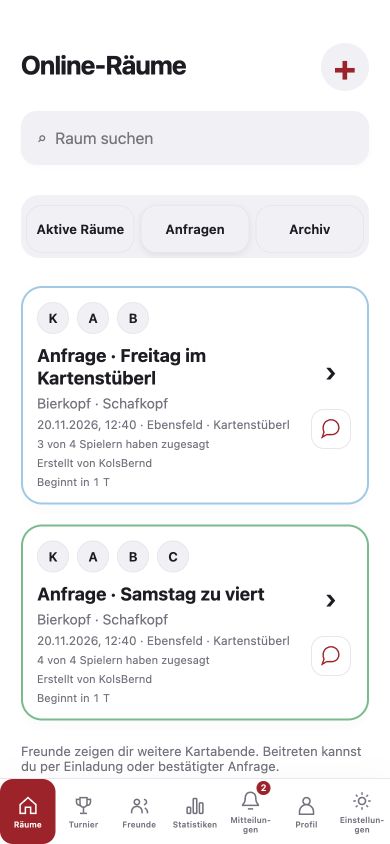 Online-Räume
+
Raum suchen
Aktive Räume
Anfragen
Archiv
K A B
Anfrage · Freitag im
Kartenstüberl
Bierkopf · Schafkopf
20.11.2026, 12:40 · Ebensfeld · Kartenstüberl
3 von 4 Spielern haben zugesagt
Erstellt von KolsBernd
Beginnt in 1 T
K A B C
Anfrage · Samstag zu viert
Bierkopf · Schafkopf
20.11.2026, 12:40 · Ebensfeld · Kartenstüberl
4 von 4 Spielern haben zugesagt
Erstellt von KolsBernd
Beginnt in 1 T
Freunde zeigen dir weitere Kartabende. Beitreten kannst
du per Einladung oder bestätigter Anfrage.
2
Räume
Turnier
Freunde
Statistiken
Mitteilun-
gen
Profil
Einstellun-
gen